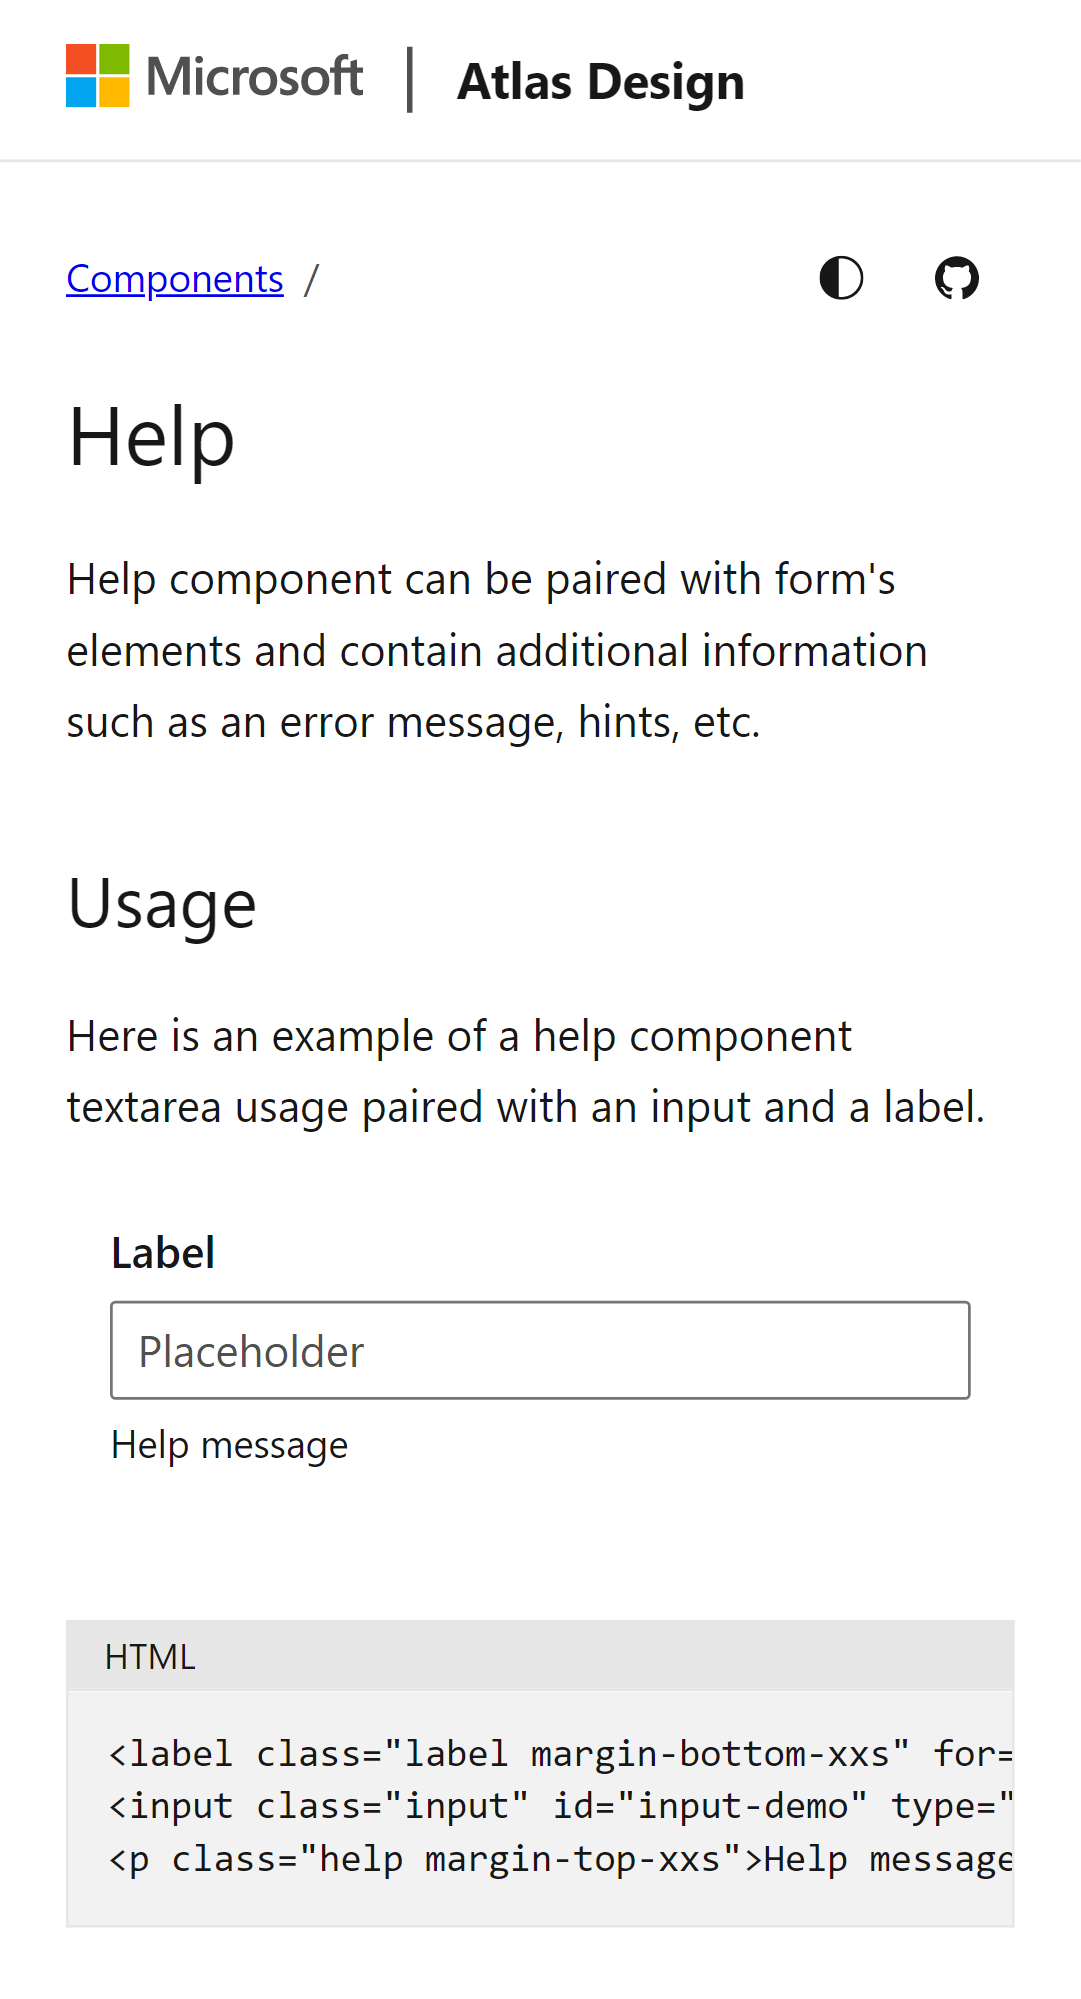 Microsoft | Atlas Design
Components /
Help
Help component can be paired with form's
elements and contain additional information
such as an error message, hints, etc.
Usage
Here is an example of a help component
textarea usage paired with an input and a label.
Label
Placeholder
Help message
HTML
<label class="label margin-bottom-xxs" for=
<input class="input" id="input-demo" type="
<p class="help margin-top-xxs">Help message